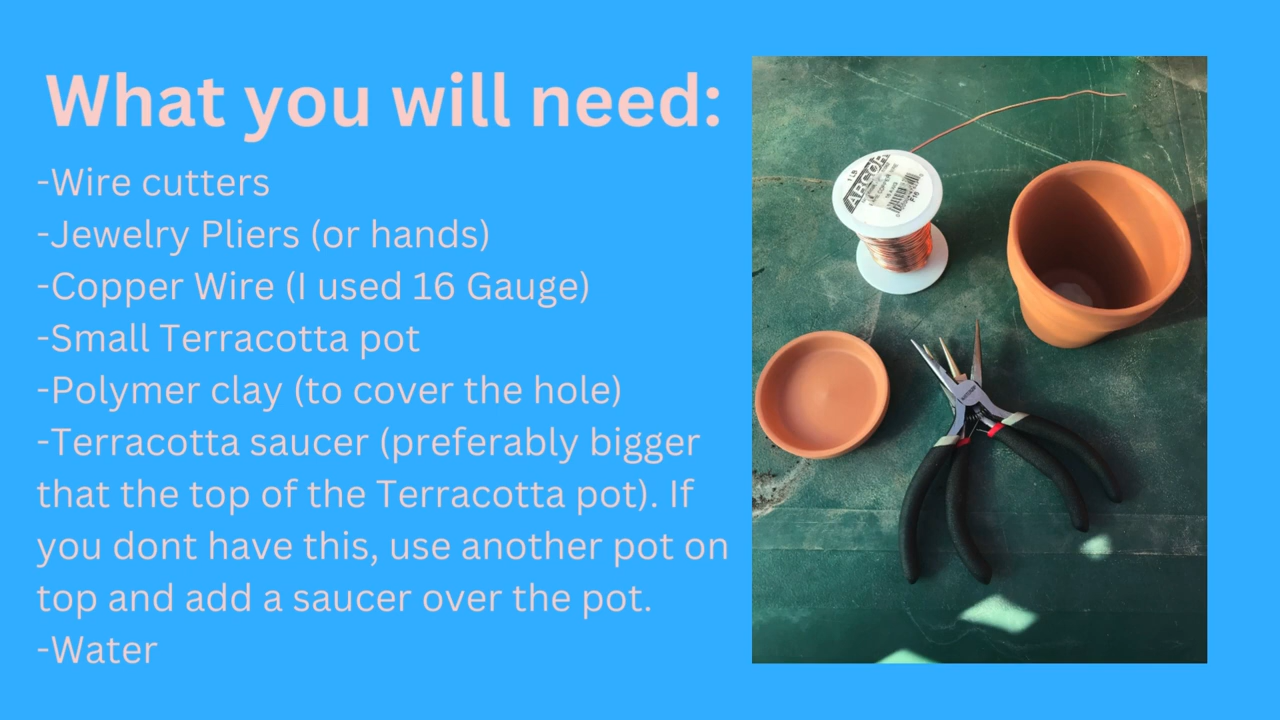 What you will need:
-Wire cutters
-Jewelry Pliers (or hands)
-Copper Wire (I used 16 Gauge)
-Small Terracotta pot
-Polymer clay (to cover the hole)
-Terracotta saucer (preferably bigger
that the top of the Terracotta pot). If
you dont have this, use another pot on
top and add a saucer over the pot.
-Water
1 LB
ARCOR